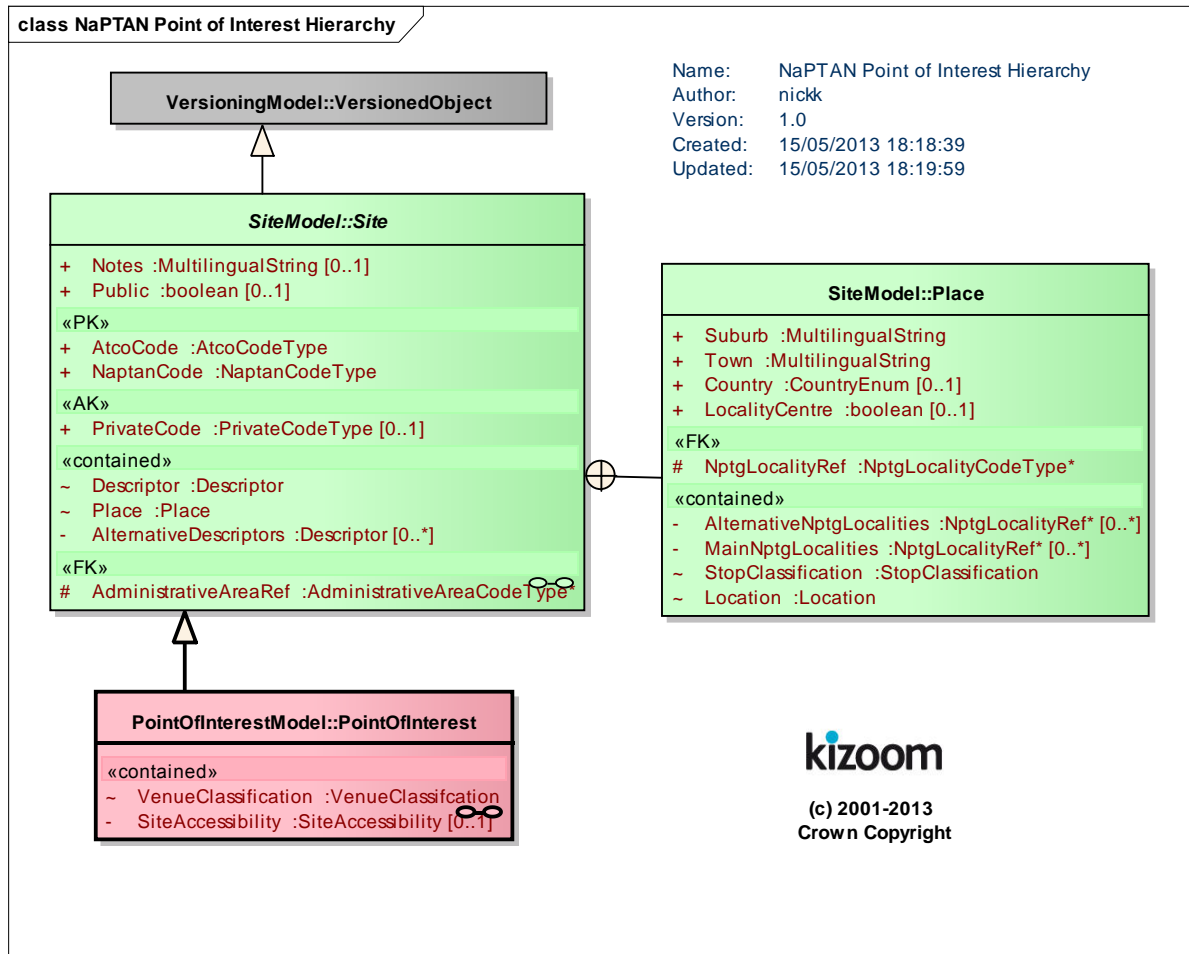 class NaPTAN Point of Interest Hierarchy
Name: NaPTAN Point of Interest Hierarchy
Author: nickk
Version: 1.0
Created: 15/05/2013 18:18:39
Updated: 15/05/2013 18:19:59
VersioningModel::VersionedObject
SiteModel::Site
+ Notes :MultilingualString [0..1]
+ Public :boolean [0..1]
«PK»
+ AtcoCode :AtcoCodeType
+ NaptanCode :NaptanCodeType
«AK»
+ PrivateCode :PrivateCodeType [0..1]
«contained»
~ Descriptor :Descriptor
~ Place :Place
- AlternativeDescriptors :Descriptor [0..*]
«FK»
# AdministrativeAreaRef :AdministrativeAreaCodeType*
SiteModel::Place
+ Suburb :MultilingualString
+ Town :MultilingualString
+ Country :CountryEnum [0..1]
+ LocalityCentre :boolean [0..1]
«FK»
# NptgLocalityRef :NptgLocalityCodeType*
«contained»
- AlternativeNptgLocalities :NptgLocalityRef* [0..*]
- MainNptgLocalities :NptgLocalityRef* [0..*]
~ StopClassification :StopClassification
~ Location :Location
PointOfInterestModel::PointOfInterest
«contained»
~ VenueClassification :VenueClassifcation
- SiteAccessibility :SiteAccessibility [0..1]
kizoom
(c) 2001-2013
Crown Copyright